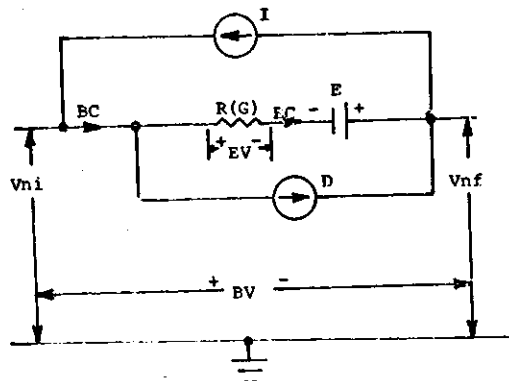 I
BC R(G) EC - E +
+ EV -
D
Vni Vnf
+ BV -